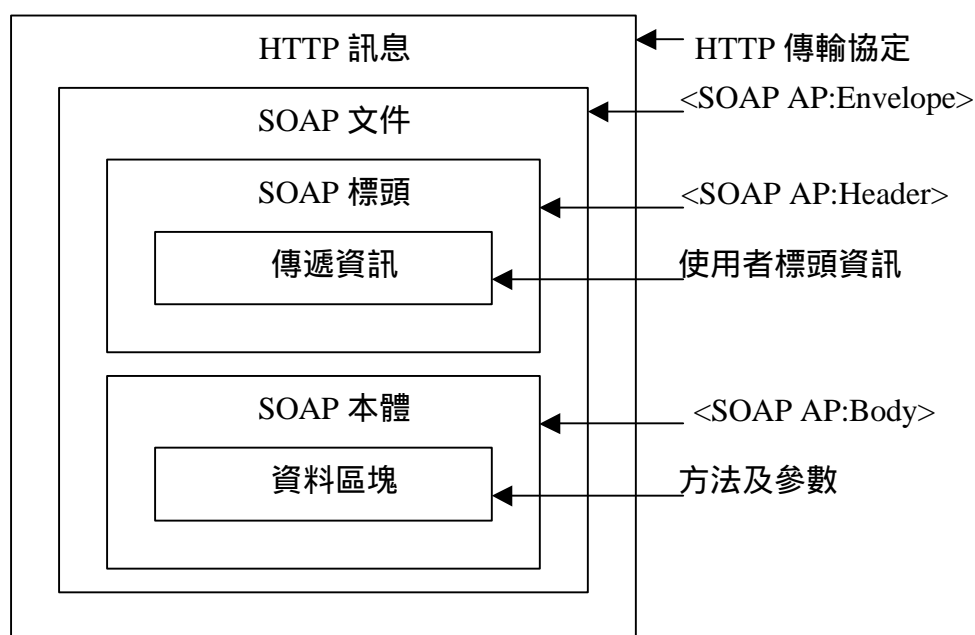 HTTP 訊息
HTTP 傳輸協定
<SOAP AP:Envelope>
SOAP 文件
SOAP 標頭
<SOAP AP:Header>
傳遞資訊
使用者標頭資訊
SOAP 本體
<SOAP AP:Body>
資料區塊
方法及參數